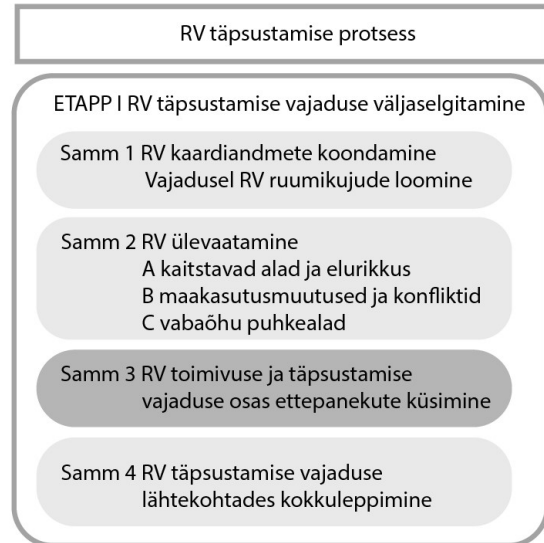 RV täpsustamise protsess
ETAPP I RV täpsustamise vajaduse väljaselgitamine
Samm 1 RV kaardiandmete koondamine
Vajadusel RV ruumikujude loomine
Samm 2 RV ülevaatamine
A kaitstavad alad ja elurikkus
B maakasutusmuutused ja konfliktid
C vabaõhu puhkealad
Samm 3 RV toimivuse ja täpsustamise
vajaduse osas ettepanekute küsimine
Samm 4 RV täpsustamise vajaduse
lähtekohtades kokkuleppimine